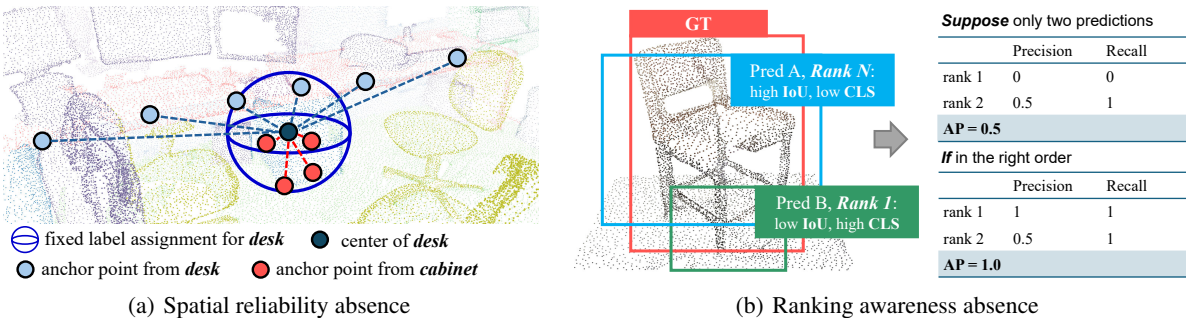 fixed label assignment for desk
center of desk
anchor point from desk
anchor point from cabinet
(a) Spatial reliability absence
GT
Pred A, Rank N:
high IoU, low CLS
Pred B, Rank 1:
low IoU, high CLS
Suppose only two predictions
Precision Recall
rank 1 0 0
rank 2 0.5 1
AP = 0.5
If in the right order
Precision Recall
rank 1 1 1
rank 2 0.5 1
AP = 1.0
(b) Ranking awareness absence